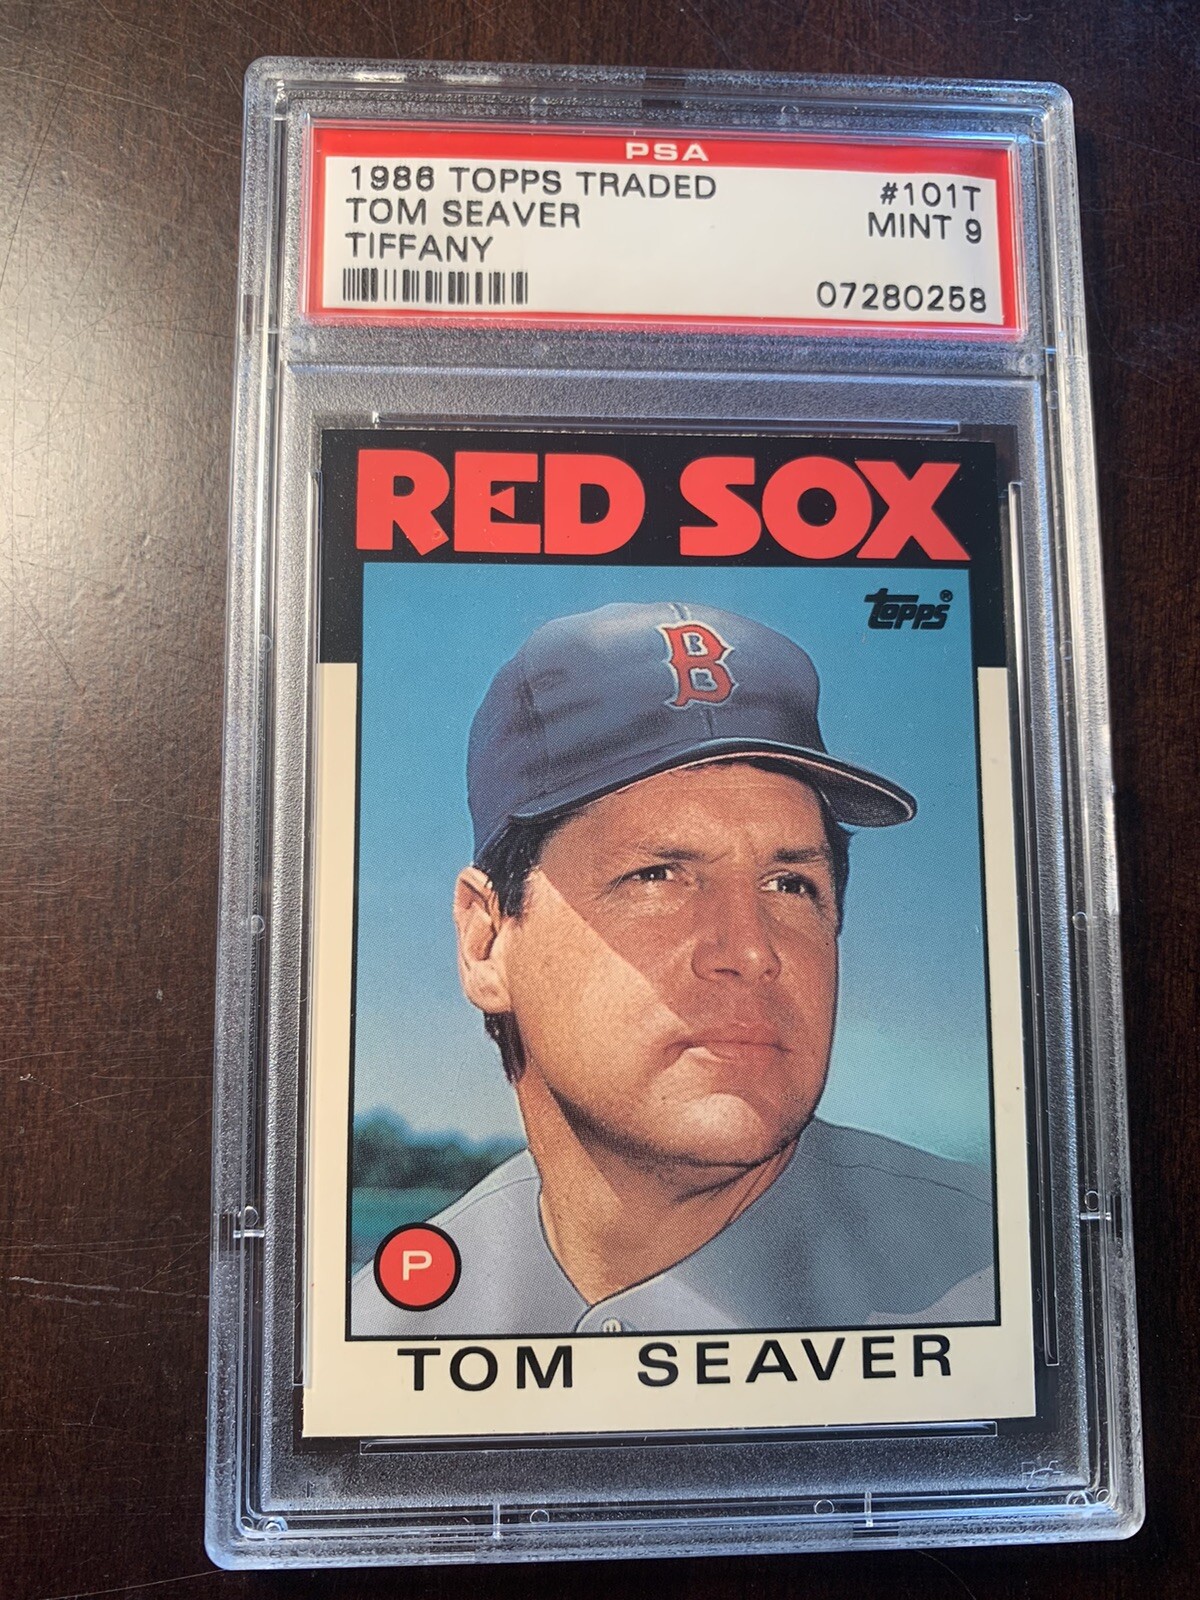 PSA
1986 TOPPS TRADED #101T
TOM SEAVER MINT 9
TIFFANY
07280258
RED SOX
topps®
B
P
TOM SEAVER